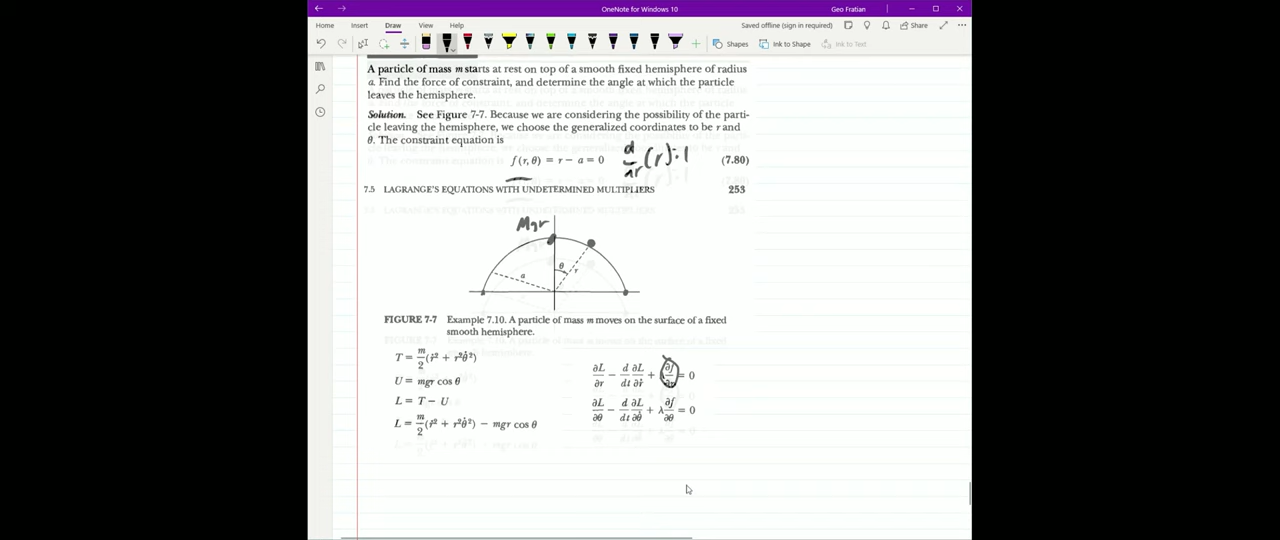 OneNote for Windows 10
Geo Fratian
Home Insert Draw View Help
Saved offline (sign in required)
Shapes Ink to Shape Ink to Text
A particle of mass m starts at rest on top of a smooth fixed hemisphere of radius
a. Find the force of constraint, and determine the angle at which the particle
leaves the hemisphere.
Solution. See Figure 7-7. Because we are considering the possibility of the parti-
cle leaving the hemisphere, we choose the generalized coordinates to be r and
θ. The constraint equation is
f(r, θ) = r − a = 0 (7.80)
d/dr (r) = 1
7.5 LAGRANGE'S EQUATIONS WITH UNDETERMINED MULTIPLIERS 253
Mgr
θ
a
r
FIGURE 7-7 Example 7.10. A particle of mass m moves on the surface of a fixed
smooth hemisphere.
T = m/2 (ṙ² + r²θ̇²)
U = mgr cos θ
L = T − U
L = m/2 (ṙ² + r²θ̇²) − mgr cos θ
∂L/∂r − d/dt ∂L/∂ṙ + λ ∂f/∂r = 0
∂L/∂θ − d/dt ∂L/∂θ̇ + λ ∂f/∂θ = 0